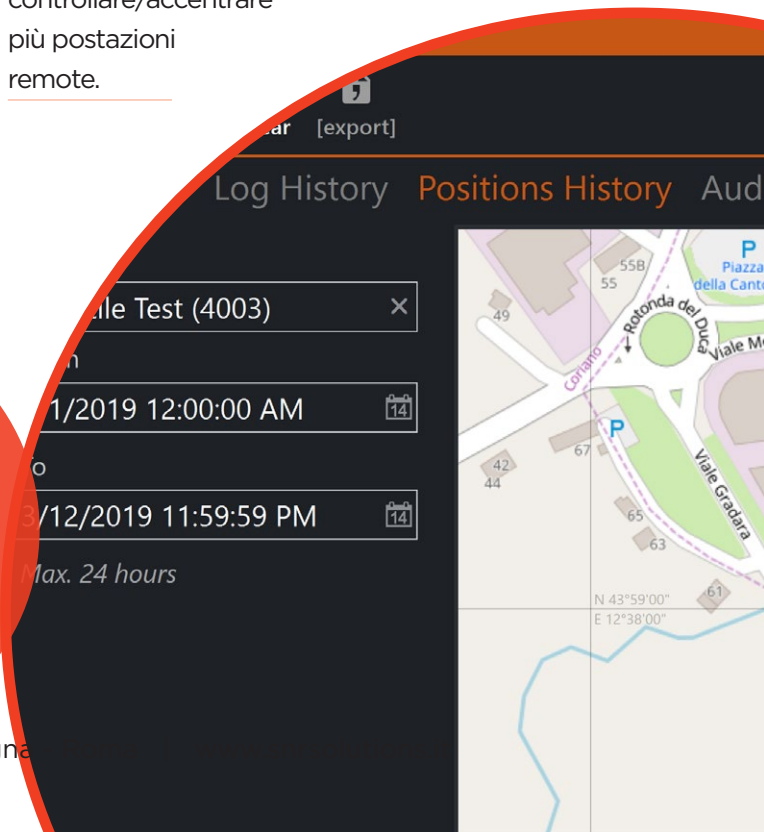 controllare/accentrare
più postazioni
remote.
[export]
Log History Positions History
Test (4003)
1/2019 12:00:00 AM
14
3/12/2019 11:59:59 PM
14
Max. 24 hours
55B
55
49
P
Piazza
della
Rotonda del Duca
Viale
Coriano
P
67
42
44
Viale Gradara
65
63
61
N 43°59'00"
E 12°38'00"